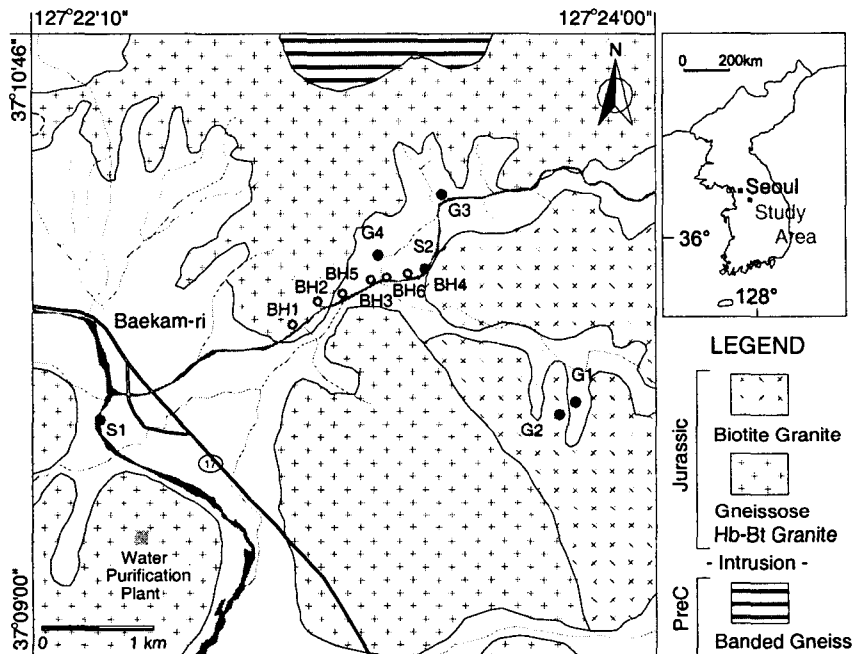 127°22'10"
127°24'00"
37°10'46"
37°09'00"
N
0 200km
Seoul
Study
Area
36°
128°
G3
G4
S2
BH5
BH2
BH1
BH3
BH6
BH4
Baekam-ri
G1
G2
S1
17
Water
Purification
Plant
0 1 km
LEGEND
Jurassic
Biotite Granite
Gneissose
Hb-Bt Granite
- Intrusion -
PreC
Banded Gneiss